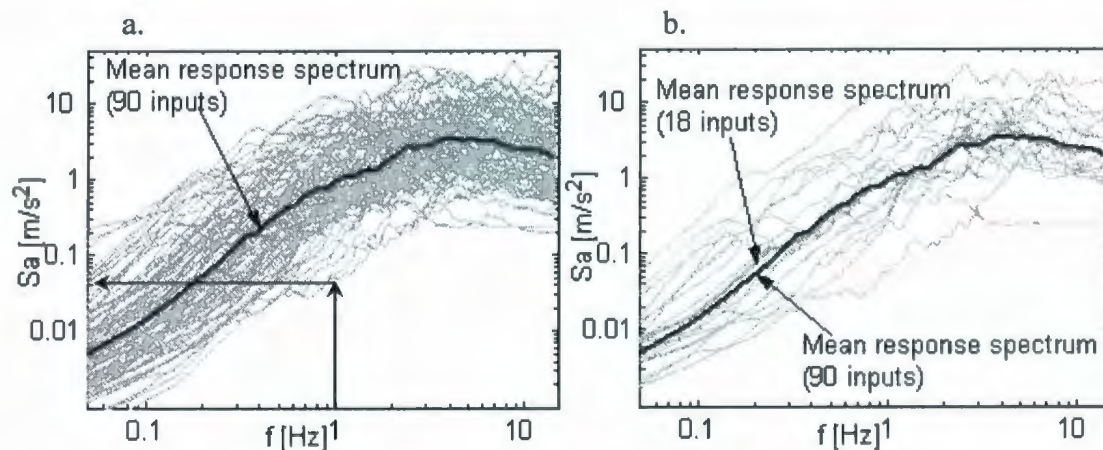 a.
Mean response spectrum
(90 inputs)
10
1
0.1
0.01
Sa [m/s²]
0.1
f [Hz]
1
10
b.
Mean response spectrum
(18 inputs)
Mean response spectrum
(90 inputs)
10
1
0.1
0.01
Sa [m/s²]
0.1
f [Hz]
1
10